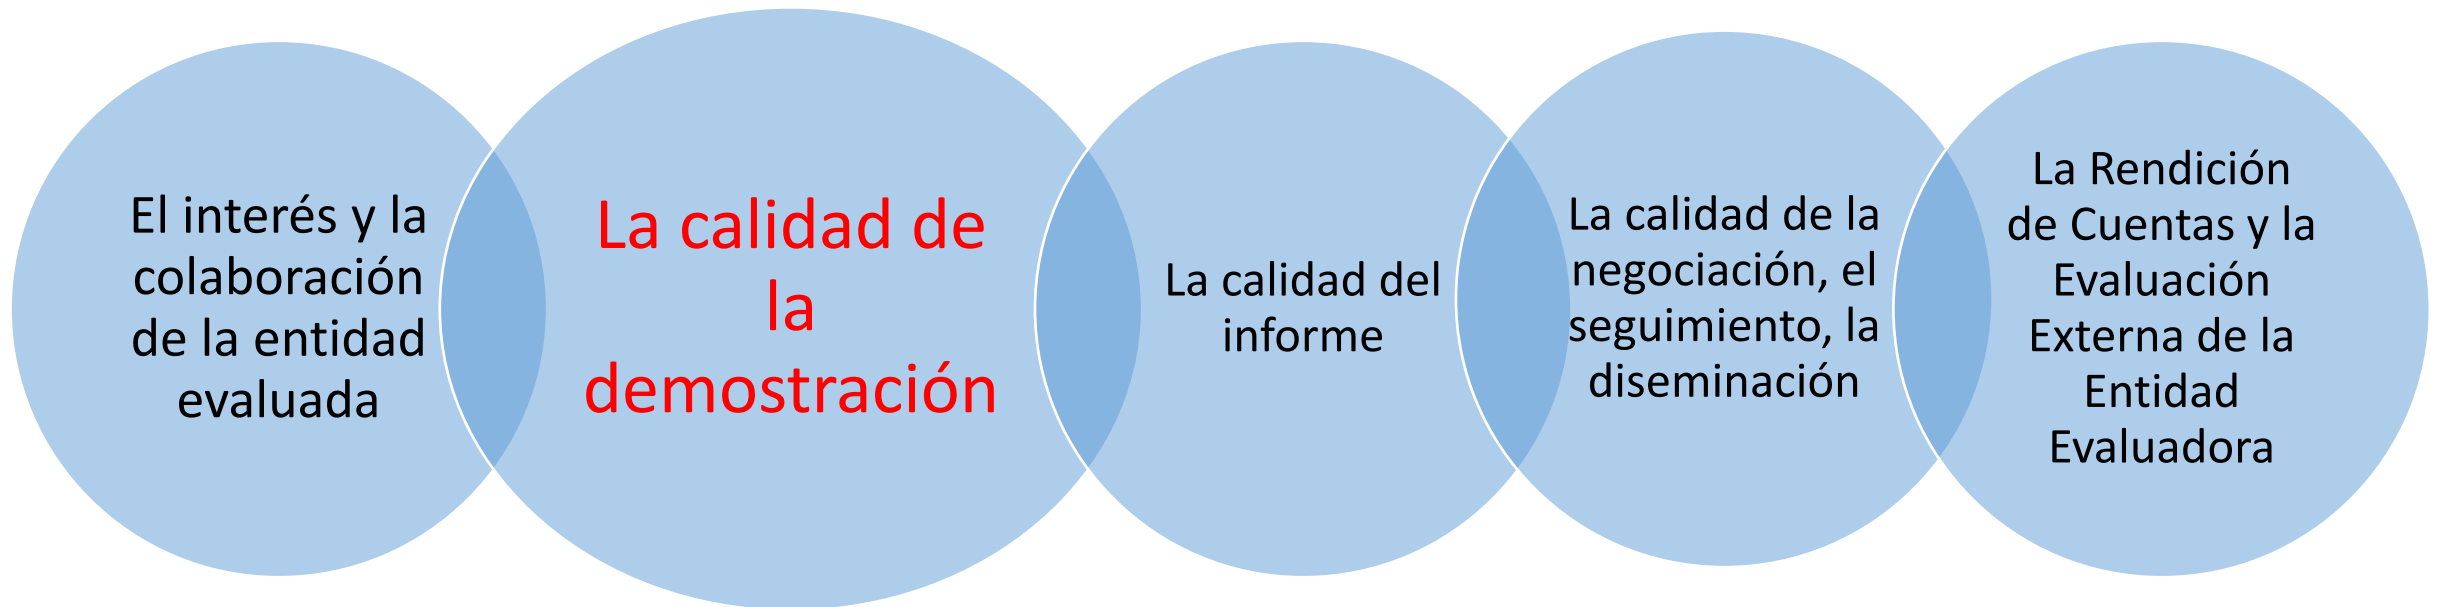 El interés y la
colaboración
de la entidad
evaluada
La calidad de
la
demostración
La calidad del
informe
La calidad de la
negociación, el
seguimiento, la
diseminación
La Rendición
de Cuentas y la
Evaluación
Externa de la
Entidad
Evaluadora